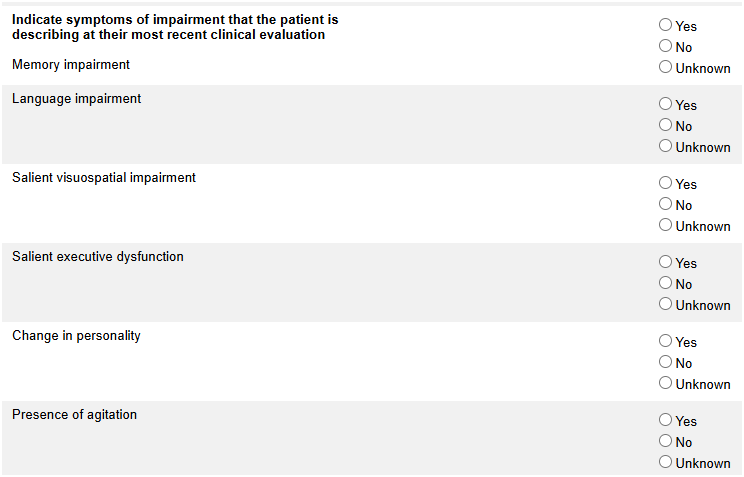 Indicate symptoms of impairment that the patient is
describing at their most recent clinical evaluation
Memory impairment
Yes
No
Unknown
Language impairment
Yes
No
Unknown
Salient visuospatial impairment
Yes
No
Unknown
Salient executive dysfunction
Yes
No
Unknown
Change in personality
Yes
No
Unknown
Presence of agitation
Yes
No
Unknown